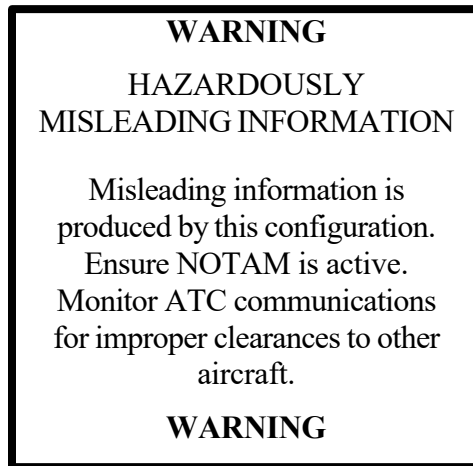 WARNING
HAZARDOUSLY
MISLEADING INFORMATION
Misleading information is
produced by this configuration.
Ensure NOTAM is active.
Monitor ATC communications
for improper clearances to other
aircraft.
WARNING